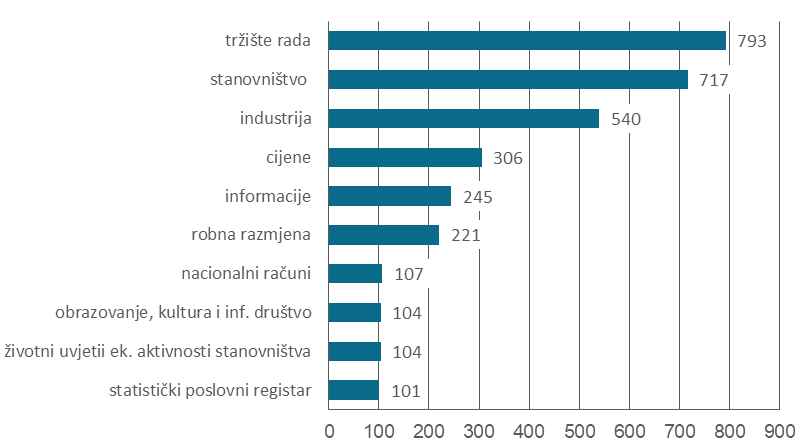 tržište rada 793
stanovništvo 717
industrija 540
cijene 306
informacije 245
robna razmjena 221
nacionalni računi 107
obrazovanje, kultura i inf. društvo 104
životni uvjetii ek. aktivnosti stanovništva 104
statistički poslovni registar 101
0 100 200 300 400 500 600 700 800 900